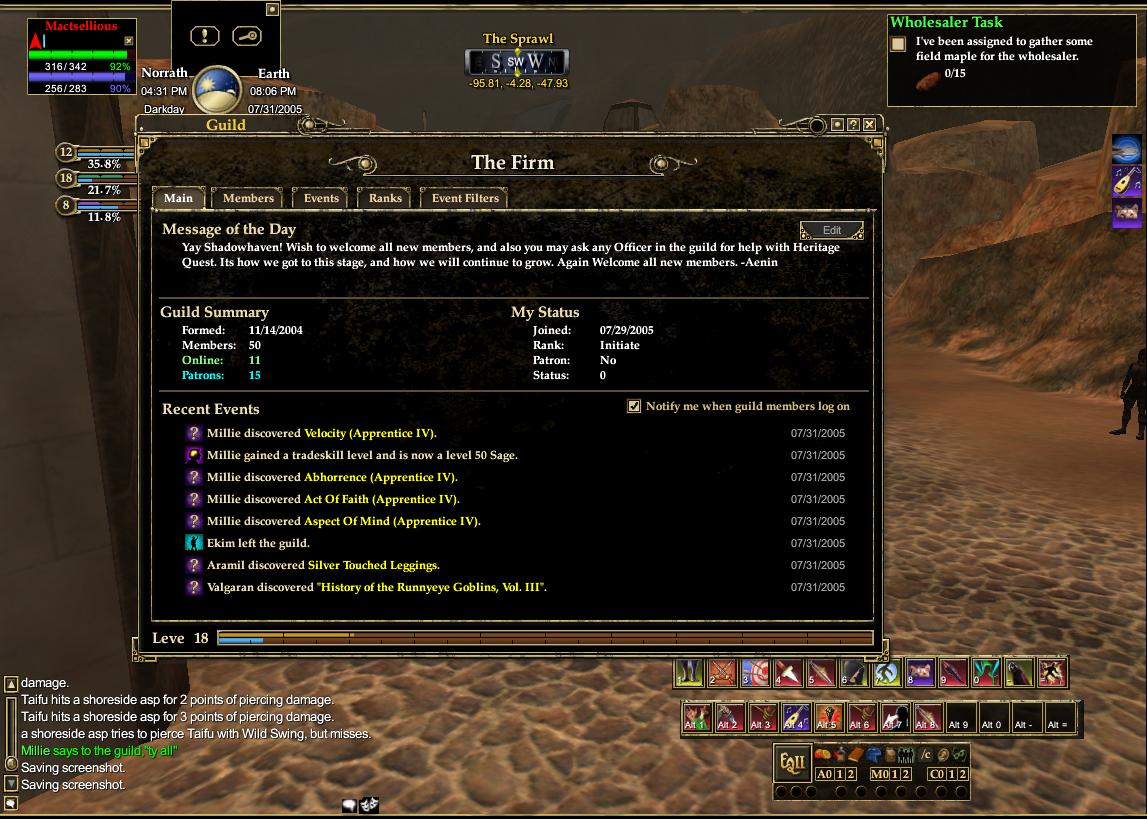 Mactsellious
316/342 92%
256/283 90%
Norrath
04:31 PM
Darkday
Earth
08:06 PM
07/31/2005
The Sprawl
S SW W N
-95.81, -4.28, -47.93
Wholesaler Task
I've been assigned to gather some
field maple for the wholesaler.
0/15
12
35.8%
18
21.7%
8
11.8%
Guild
?
The Firm
Main Members Events Ranks Event Filters
Message of the Day
Edit
Yay Shadowhaven! Wish to welcome all new members, and also you may ask any Officer in the guild for help with Heritage
Quest. Its how we got to this stage, and how we will continue to grow. Again Welcome all new members. -Aenin
Guild Summary
Formed: 11/14/2004
Members: 50
Online: 11
Patrons: 15
My Status
Joined: 07/29/2005
Rank: Initiate
Patron: No
Status: 0
Recent Events
Notify me when guild members log on
Millie discovered Velocity (Apprentice IV). 07/31/2005
Millie gained a tradeskill level and is now a level 50 Sage. 07/31/2005
Millie discovered Abhorrence (Apprentice IV). 07/31/2005
Millie discovered Act Of Faith (Apprentice IV). 07/31/2005
Millie discovered Aspect Of Mind (Apprentice IV). 07/31/2005
Ekim left the guild. 07/31/2005
Aramil discovered Silver Touched Leggings. 07/31/2005
Valgaran discovered "History of the Runnyeye Goblins, Vol. III". 07/31/2005
Leve 18
damage.
Taifu hits a shoreside asp for 2 points of piercing damage.
Taifu hits a shoreside asp for 3 points of piercing damage.
a shoreside asp tries to pierce Taifu with Wild Swing, but misses.
Millie says to the guild,"ty all"
Saving screenshot.
Saving screenshot.
1 2 3 4 5 6 7 8 9 0 - =
Alt 1 Alt 2 Alt 3 Alt 4 Alt 5 Alt 6 Alt 7 Alt 8 Alt 9 Alt 0 Alt - Alt =
EQII
/c
A0 1 2 M0 1 2 C0 1 2